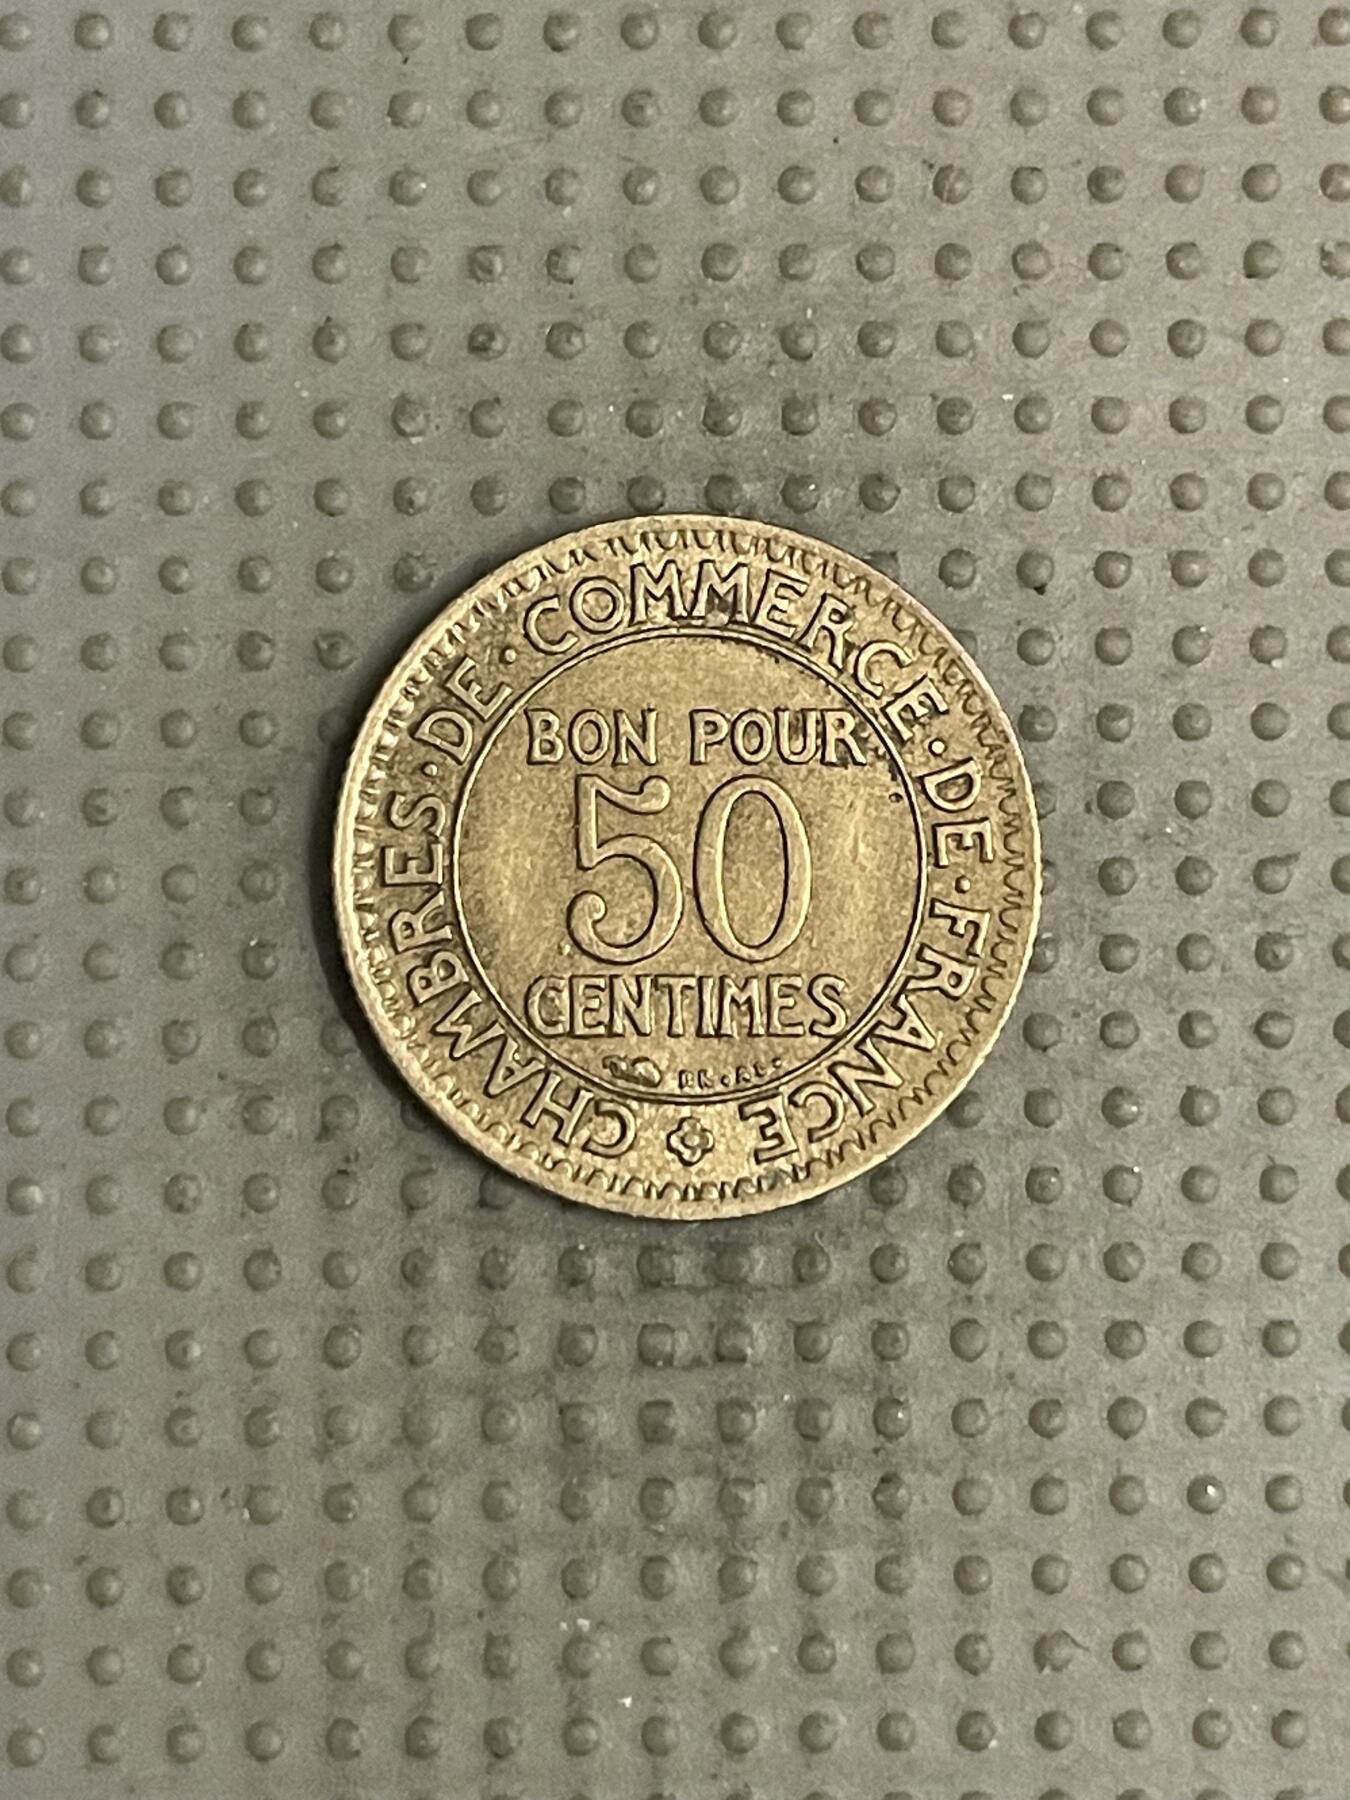 CHAMBRES·DE·COMMERCE·DE·FRANCE
BON POUR
50
CENTIMES